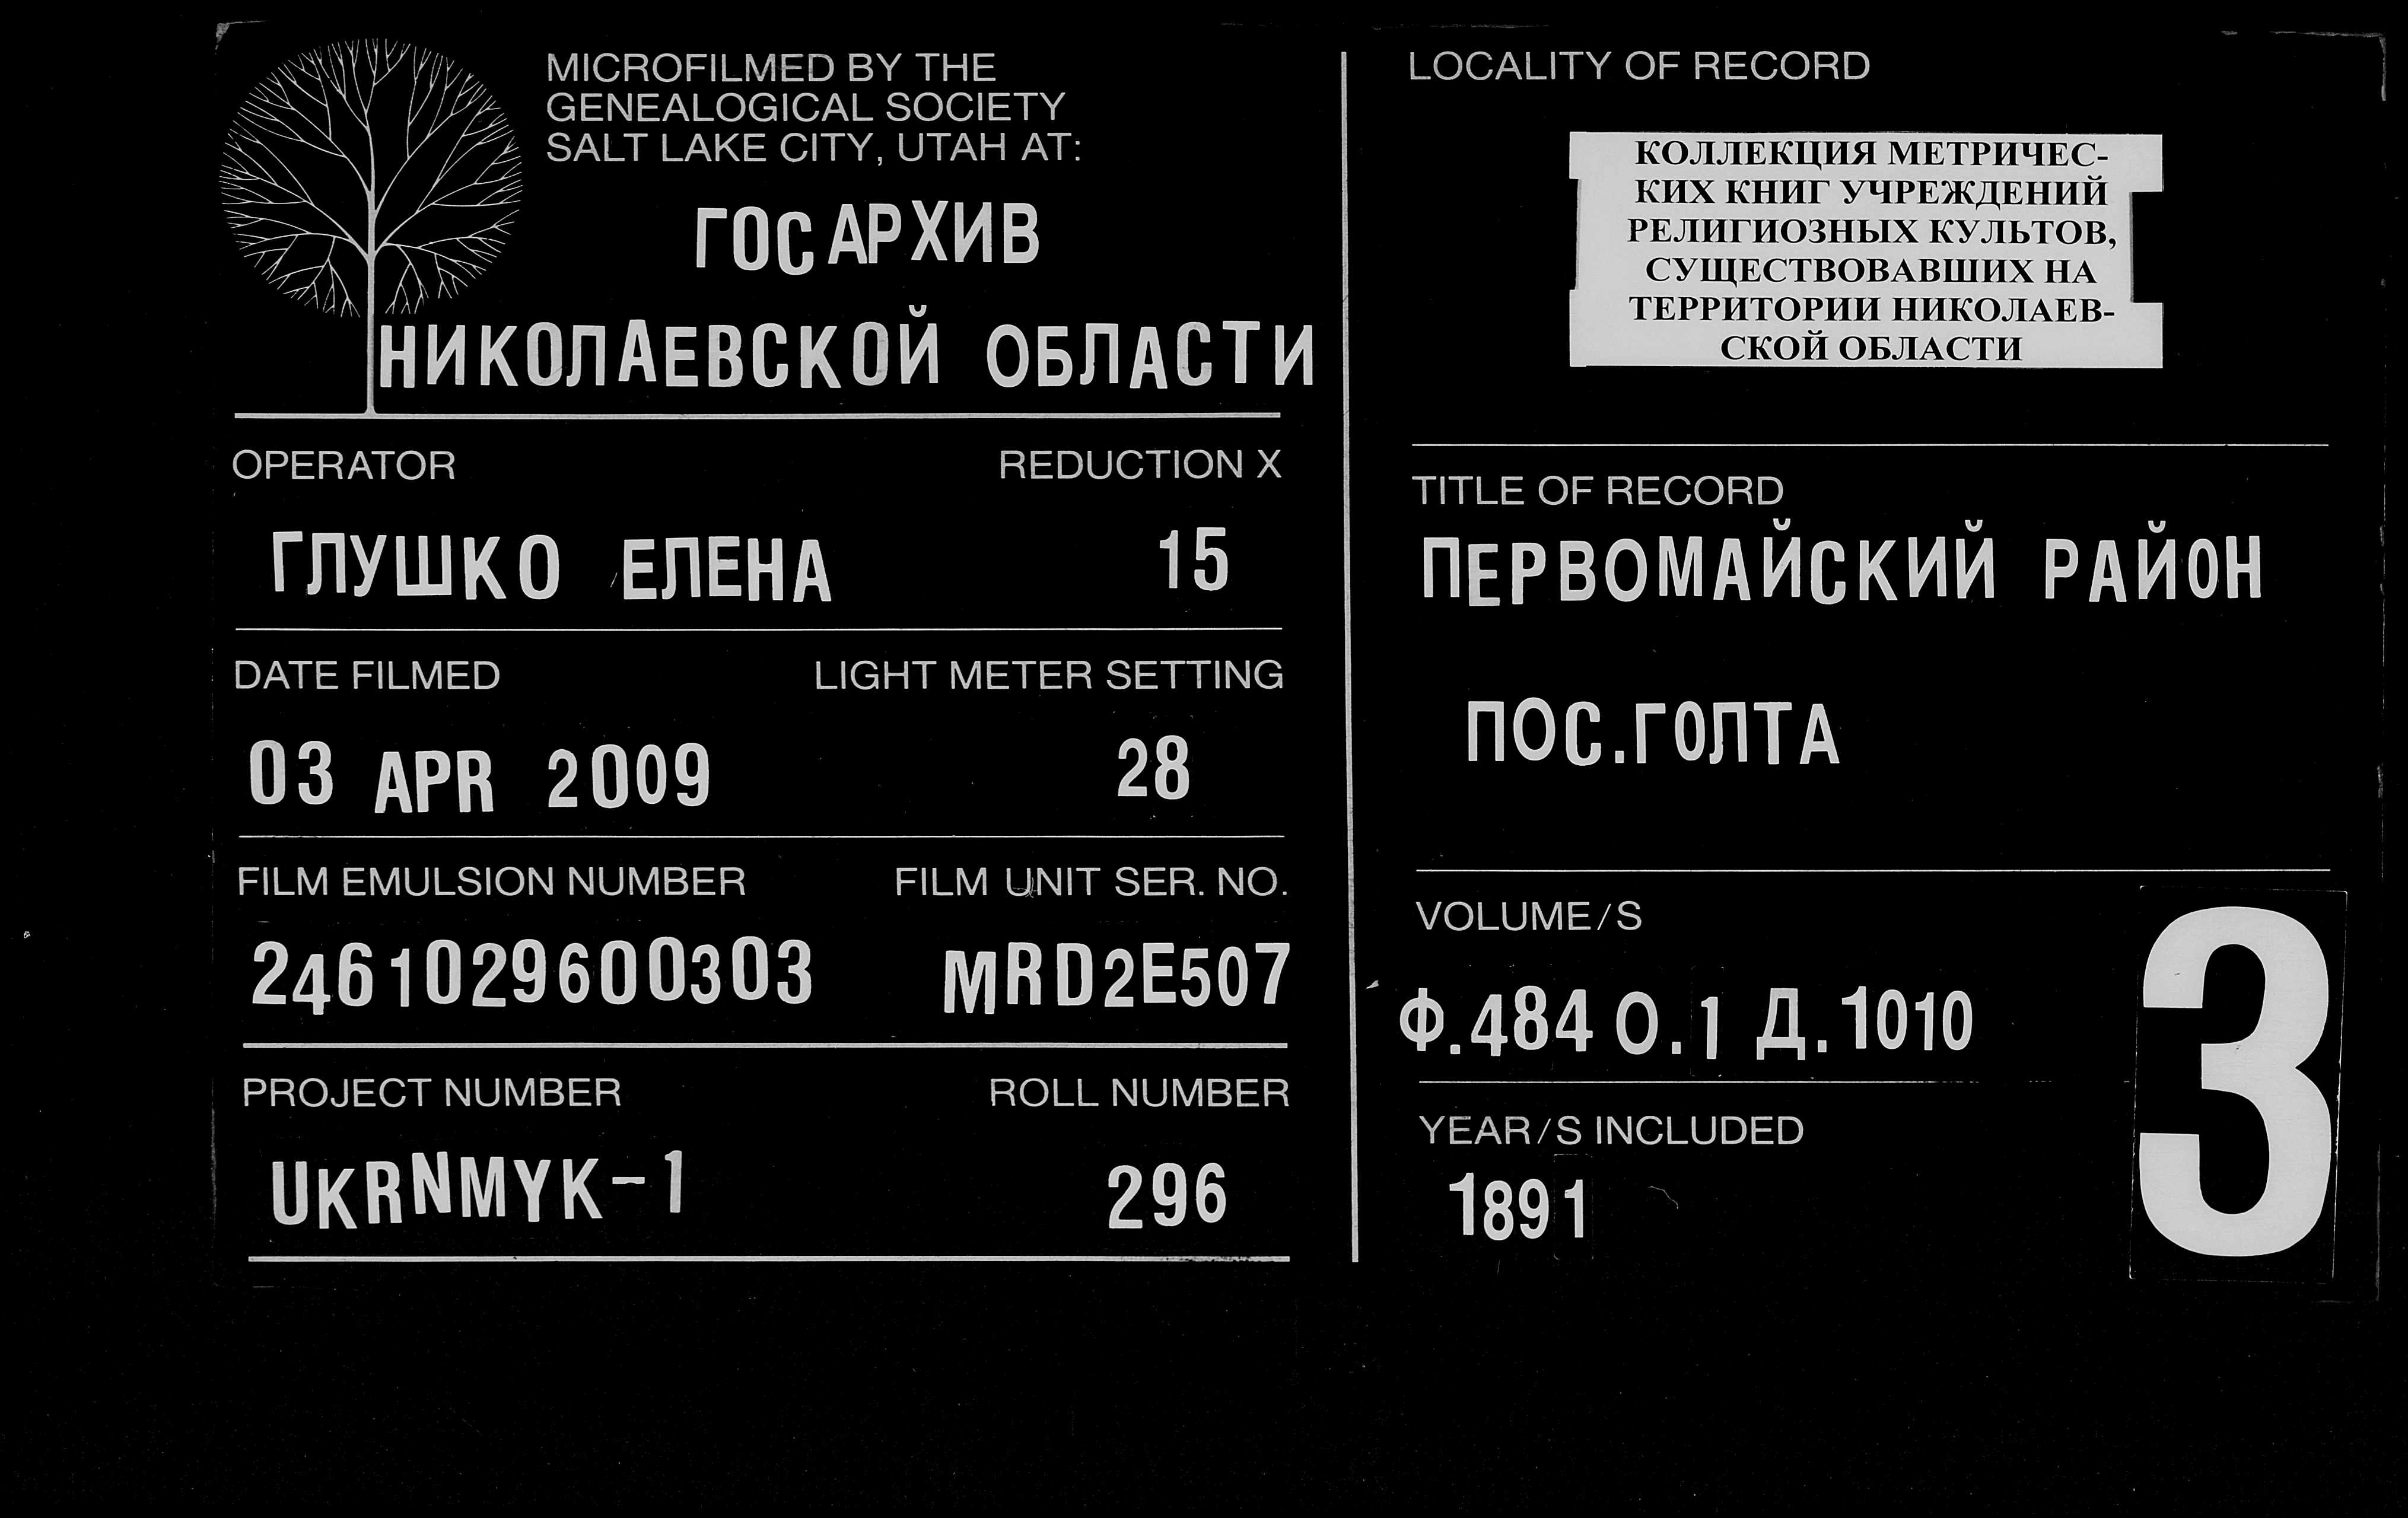 MICROFILMED BY THE
GENEALOGICAL SOCIETY
SALT LAKE CITY, UTAH AT:
ГОСАРХИВ
НИКОЛАЕВСКОЙ ОБЛАСТИ
OPERATOR REDUCTION X
ГЛУШКО ЕЛЕНА 15
DATE FILMED LIGHT METER SETTING
03 APR 2009 28
FILM EMULSION NUMBER FILM UNIT SER. NO.
2461029600303 MRD2E507
PROJECT NUMBER ROLL NUMBER
UKRNMYK-1 296
LOCALITY OF RECORD
КОЛЛЕКЦИЯ МЕТРИЧЕС-
КИХ КНИГ УЧРЕЖДЕНИЙ
РЕЛИГИОЗНЫХ КУЛЬТОВ,
СУЩЕСТВОВАВШИХ НА
ТЕРРИТОРИИ НИКОЛАЕВ-
СКОЙ ОБЛАСТИ
TITLE OF RECORD
ПЕРВОМАЙСКИЙ РАЙОН
ПОС.ГОЛТА
VOLUME/S
Ф.484 О.1 Д.1010
YEAR/S INCLUDED
1891
3